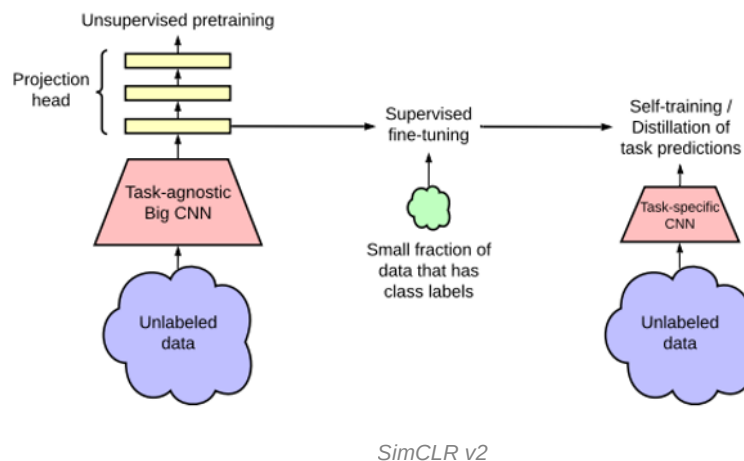 Unsupervised pretraining
Projection
head
Task-agnostic
Big CNN
Unlabeled
data
Supervised
fine-tuning
Small fraction of
data that has
class labels
Self-training /
Distillation of
task predictions
Task-specific
CNN
Unlabeled
data
SimCLR v2